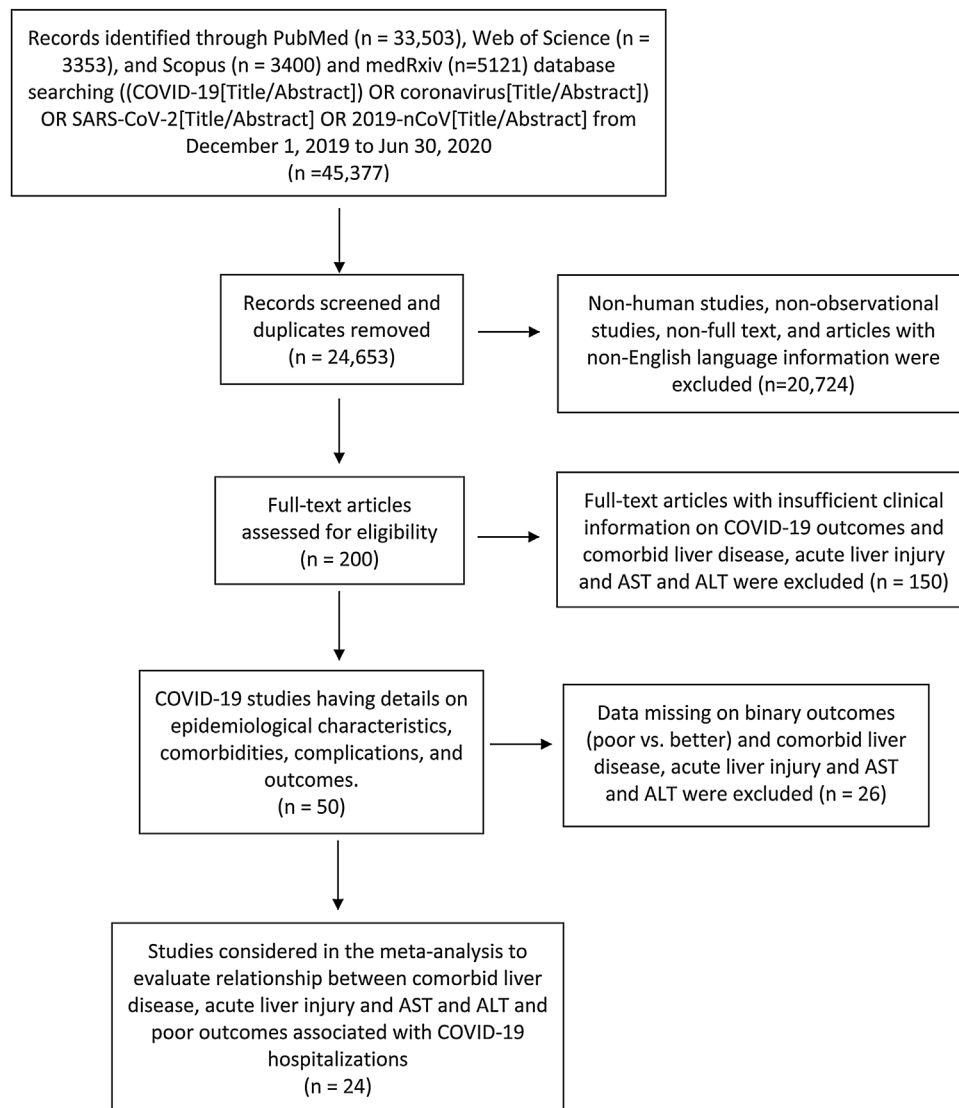 Records identified through PubMed (n = 33,503), Web of Science (n =
3353), and Scopus (n = 3400) and medRxiv (n=5121) database
searching ((COVID-19[Title/Abstract]) OR coronavirus[Title/Abstract])
OR SARS-CoV-2[Title/Abstract] OR 2019-nCoV[Title/Abstract] from
December 1, 2019 to Jun 30, 2020
(n =45,377)
Records screened and
duplicates removed
(n = 24,653)
Non-human studies, non-observational
studies, non-full text, and articles with
non-English language information were
excluded (n=20,724)
Full-text articles
assessed for eligibility
(n = 200)
Full-text articles with insufficient clinical
information on COVID-19 outcomes and
comorbid liver disease, acute liver injury
and AST and ALT were excluded (n = 150)
COVID-19 studies having details on
epidemiological characteristics,
comorbidities, complications, and
outcomes.
(n = 50)
Data missing on binary outcomes
(poor vs. better) and comorbid liver
disease, acute liver injury and AST
and ALT were excluded (n = 26)
Studies considered in the meta-analysis to
evaluate relationship between comorbid liver
disease, acute liver injury and AST and ALT and
poor outcomes associated with COVID-19
hospitalizations
(n = 24)